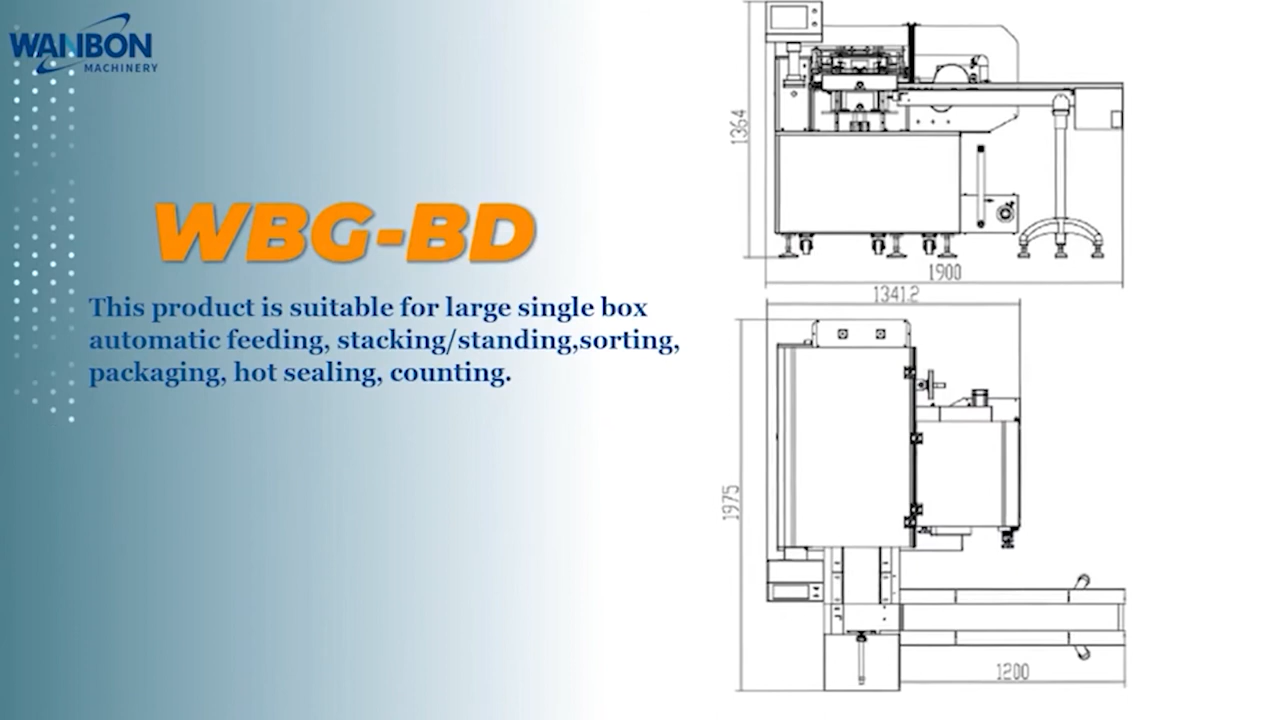 WANBON
MACHINERY
WBG-BD
This product is suitable for large single box
automatic feeding, stacking/standing,sorting,
packaging, hot sealing, counting.
1364
1900
1341.2
1975
1200